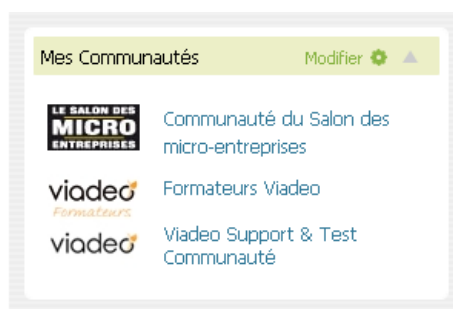 Mes Communautés
Modifier
LE SALON DES
MICRO
ENTREPRISES
Communauté du Salon des
micro-entreprises
viadeo
Formateurs
Formateurs Viadeo
viadeo
Viadeo Support & Test
Communauté